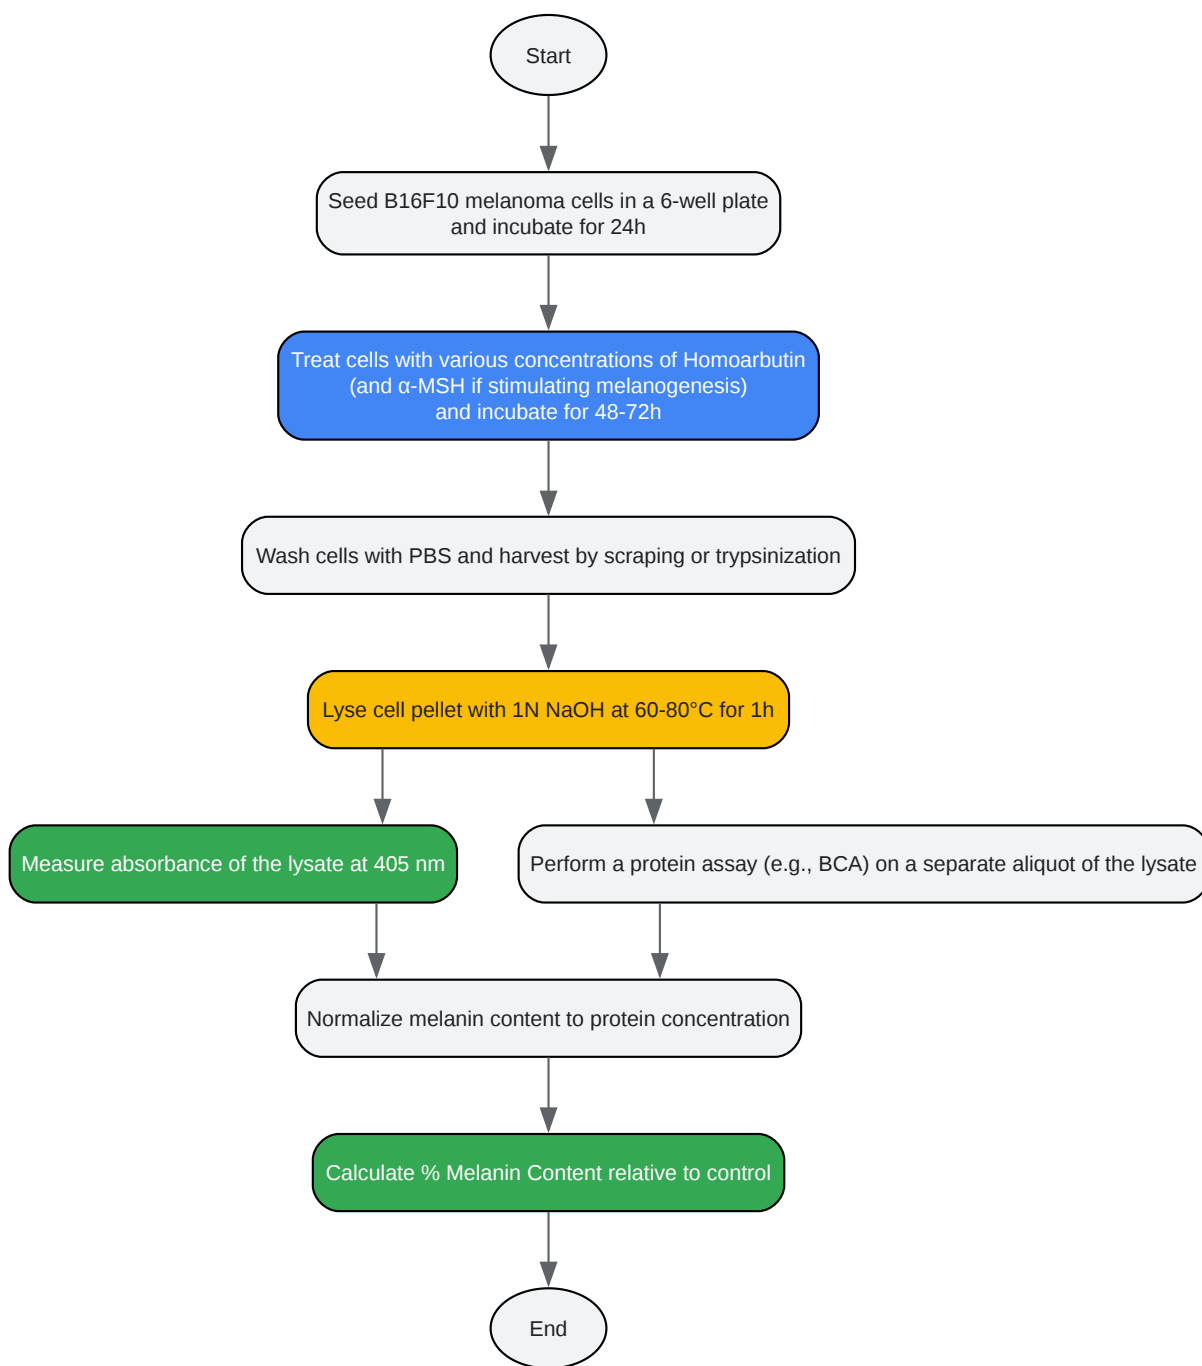 Start
Seed B16F10 melanoma cells in a 6-well plate
and incubate for 24h
Treat cells with various concentrations of Homoarbutin
(and α-MSH if stimulating melanogenesis)
and incubate for 48-72h
Wash cells with PBS and harvest by scraping or trypsinization
Lyse cell pellet with 1N NaOH at 60-80°C for 1h
Measure absorbance of the lysate at 405 nm
Perform a protein assay (e.g., BCA) on a separate aliquot of the lysate
Normalize melanin content to protein concentration
Calculate % Melanin Content relative to control
End